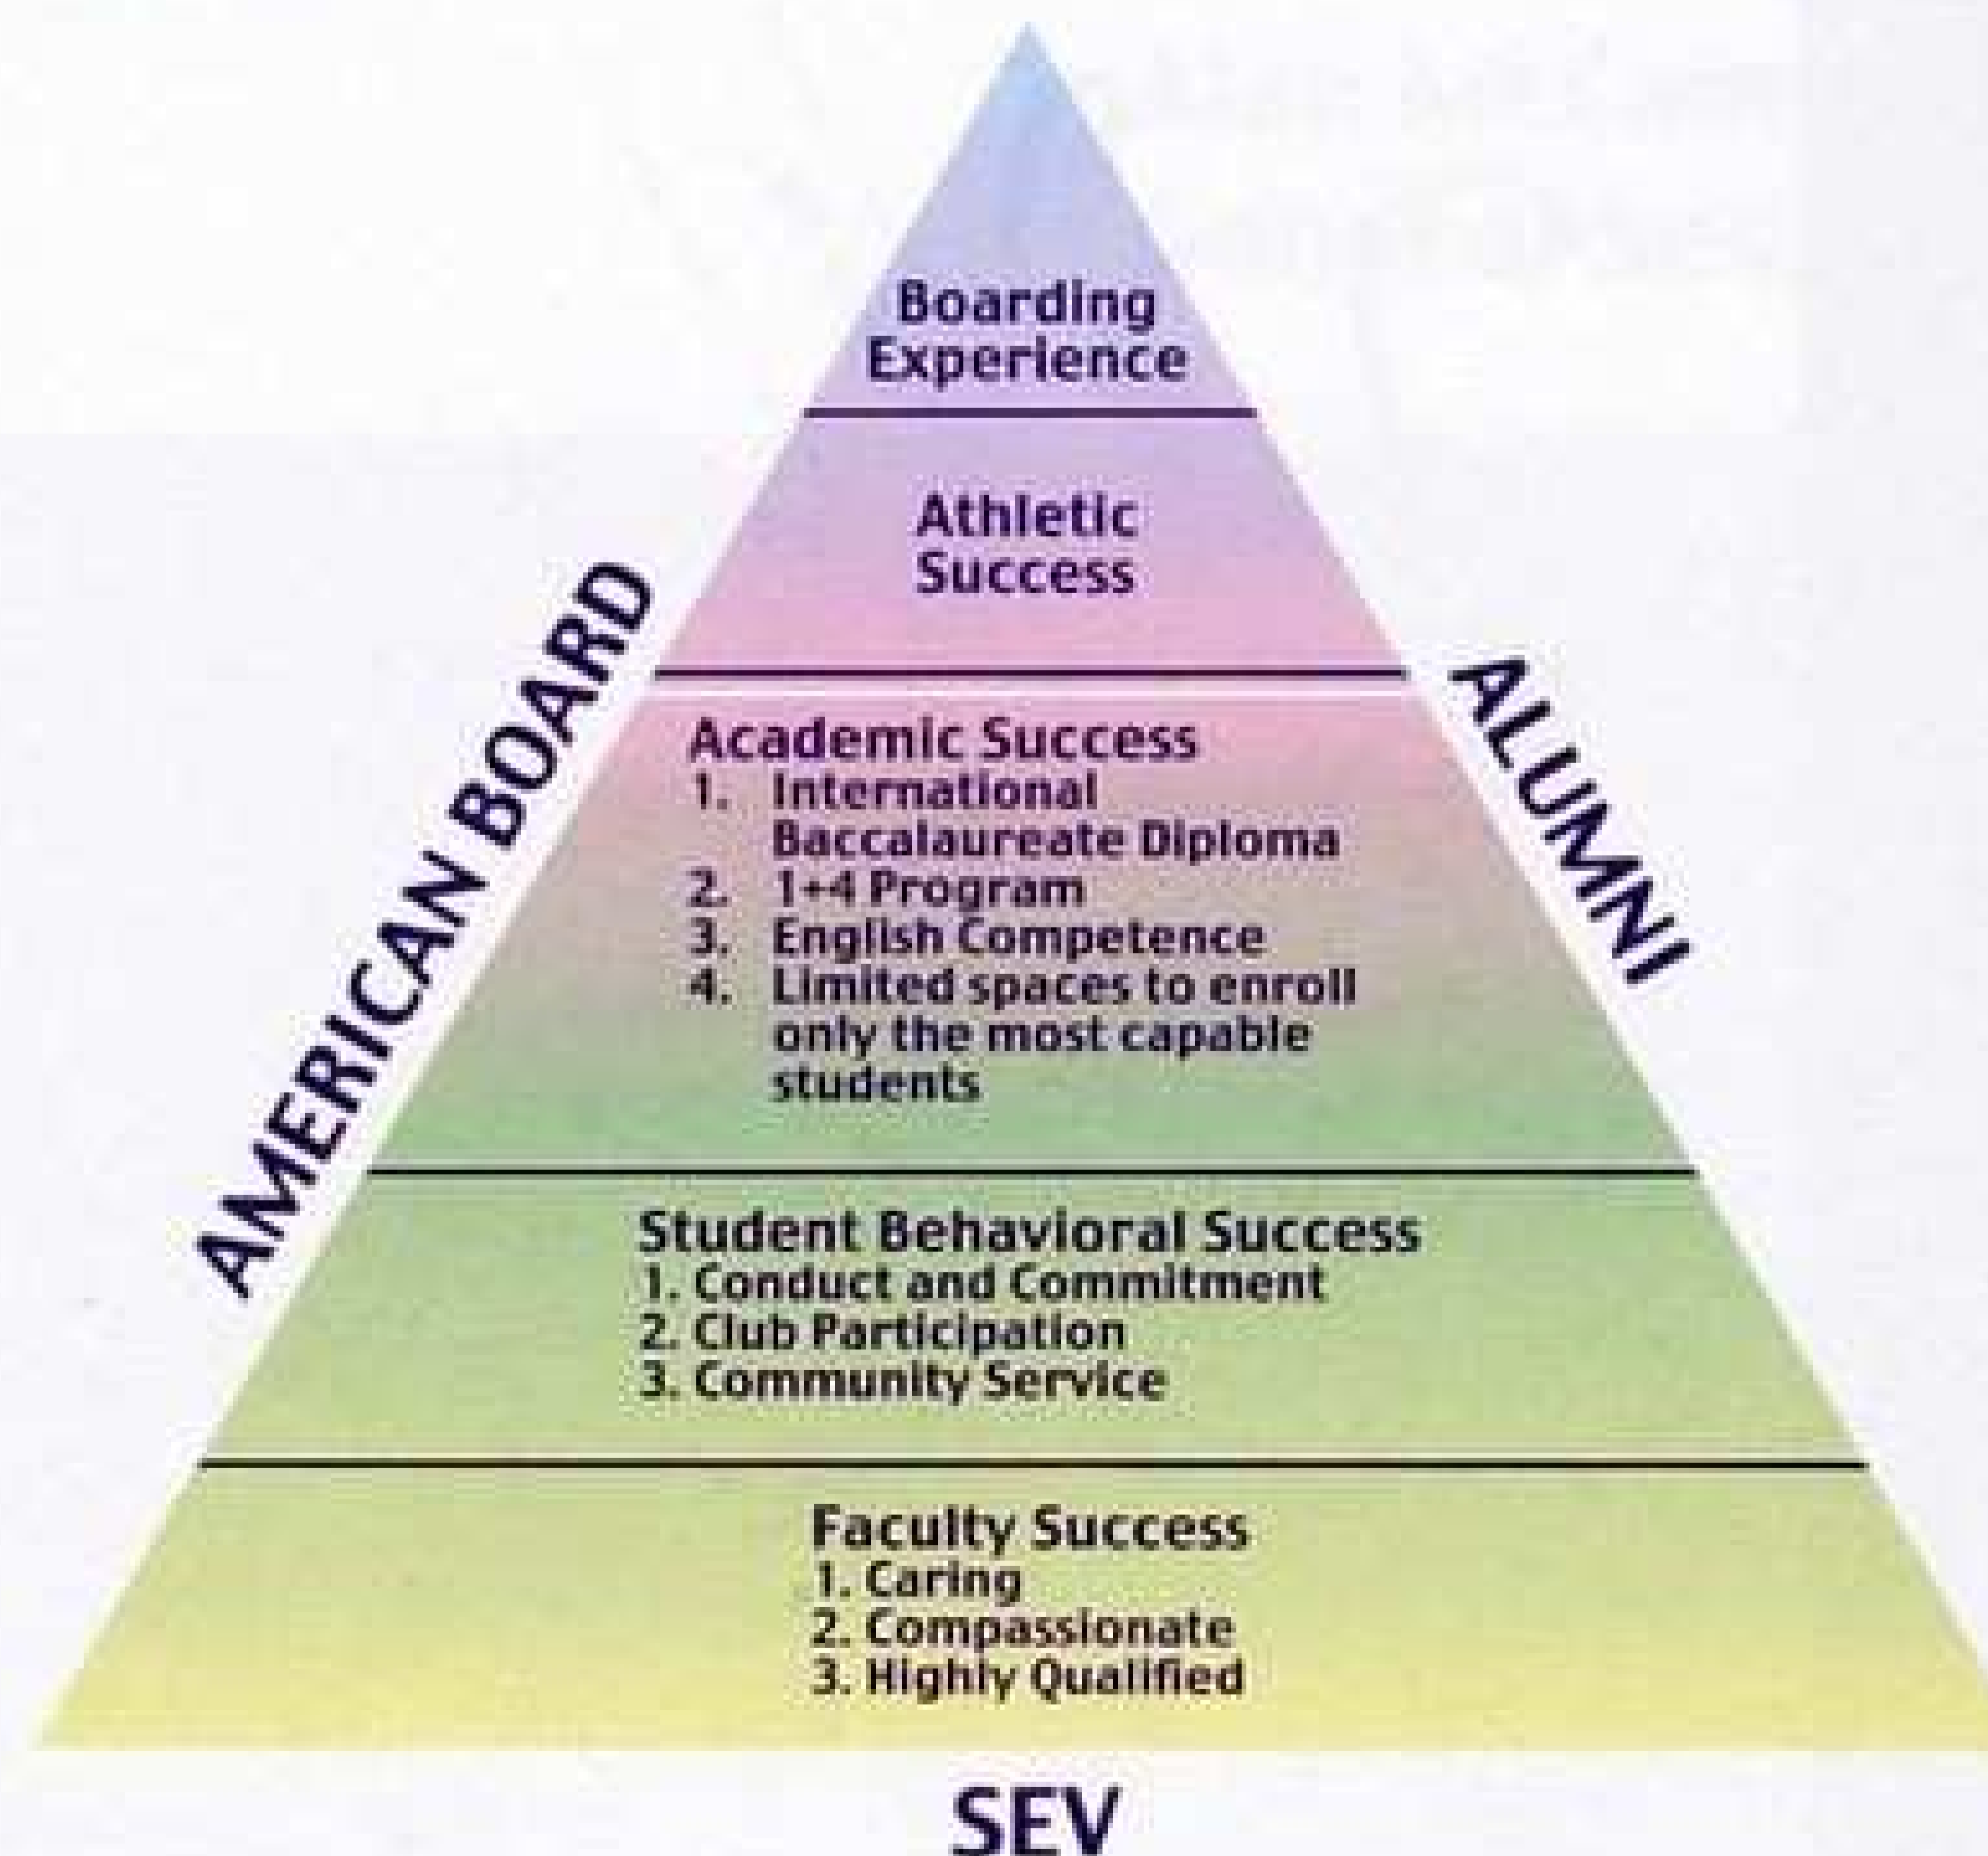 Boarding
Experience
Athletic
Success
AMERICAN BOARD
ALUMNI
Academic Success
1. International
Baccalaureate Diploma
2. 1+4 Program
3. English Competence
4. Limited spaces to enroll
only the most capable
students
Student Behavioral Success
1. Conduct and Commitment
2. Club Participation
3. Community Service
Faculty Success
1. Caring
2. Compassionate
3. Highly Qualified
SEV